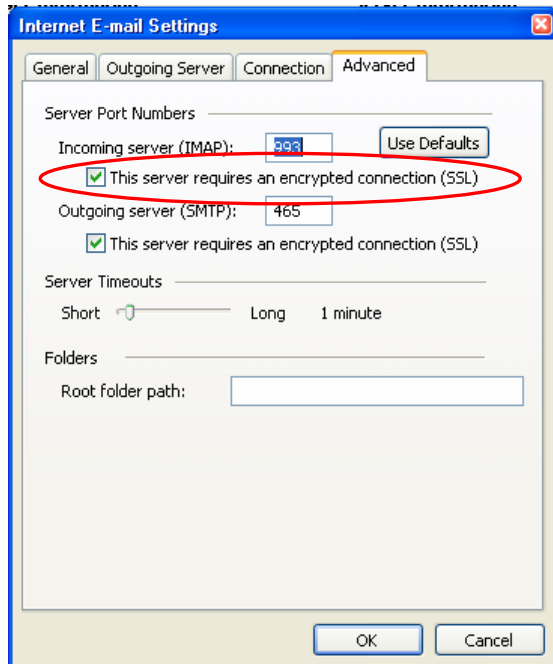 Internet E-mail Settings
General Outgoing Server Connection Advanced
Server Port Numbers
Incoming server (IMAP): 993 Use Defaults
This server requires an encrypted connection (SSL)
Outgoing server (SMTP): 465
This server requires an encrypted connection (SSL)
Server Timeouts
Short Long 1 minute
Folders
Root folder path:
OK Cancel